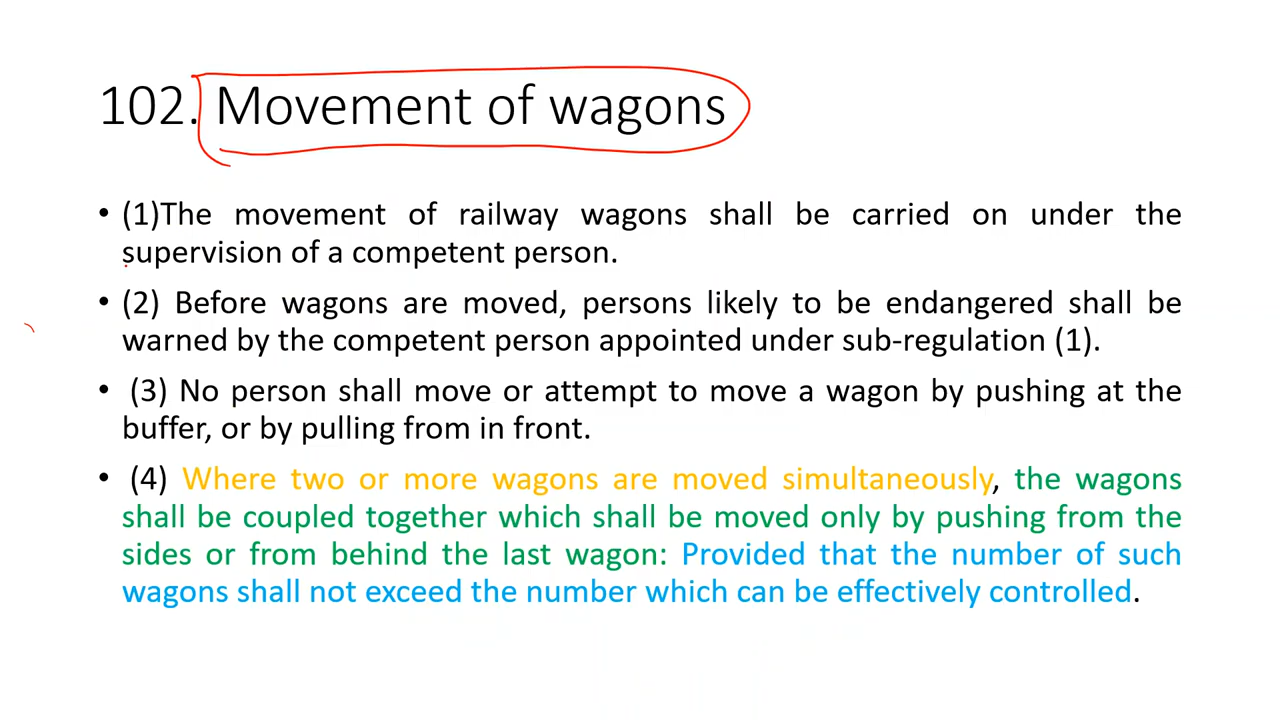 102. Movement of wagons
• (1)The movement of railway wagons shall be carried on under the
supervision of a competent person.
• (2) Before wagons are moved, persons likely to be endangered shall be
warned by the competent person appointed under sub-regulation (1).
• (3) No person shall move or attempt to move a wagon by pushing at the
buffer, or by pulling from in front.
• (4) Where two or more wagons are moved simultaneously, the wagons
shall be coupled together which shall be moved only by pushing from the
sides or from behind the last wagon: Provided that the number of such
wagons shall not exceed the number which can be effectively controlled.